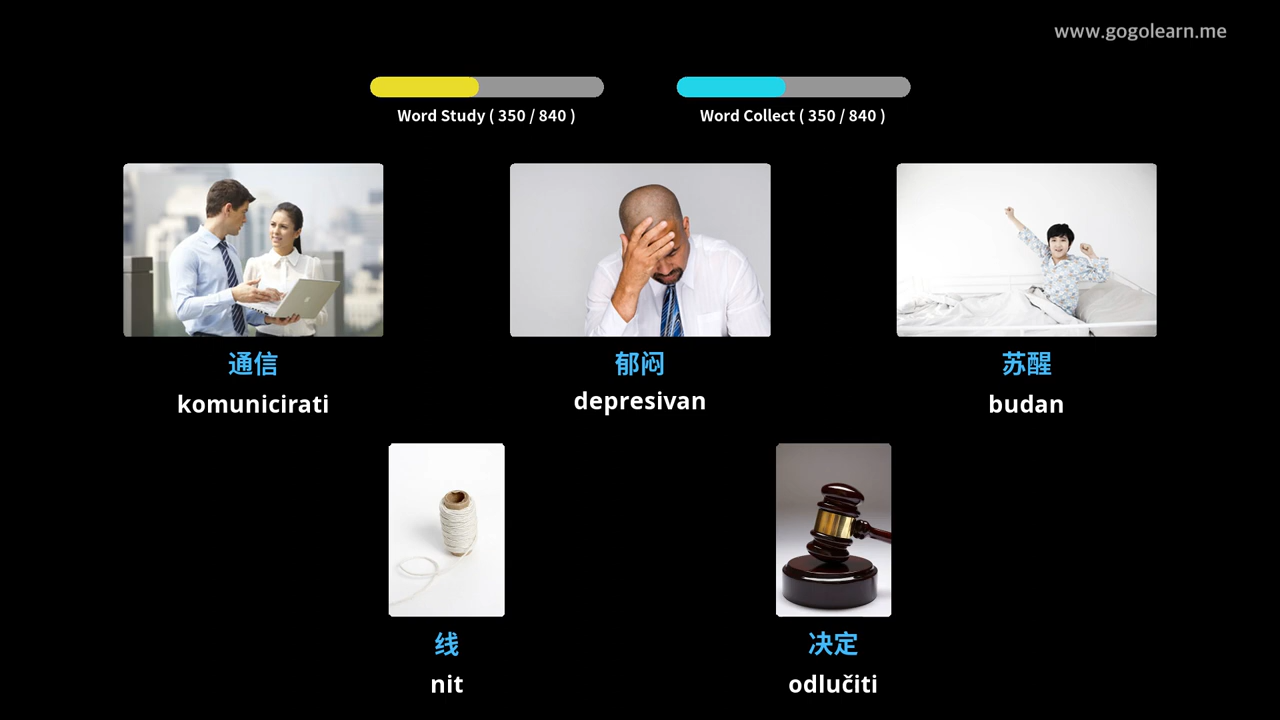 www.gogolearn.me
Word Study ( 350 / 840 )
Word Collect ( 350 / 840 )
通信
komunicirati
郁闷
depresivan
苏醒
budan
线
nit
决定
odlučiti